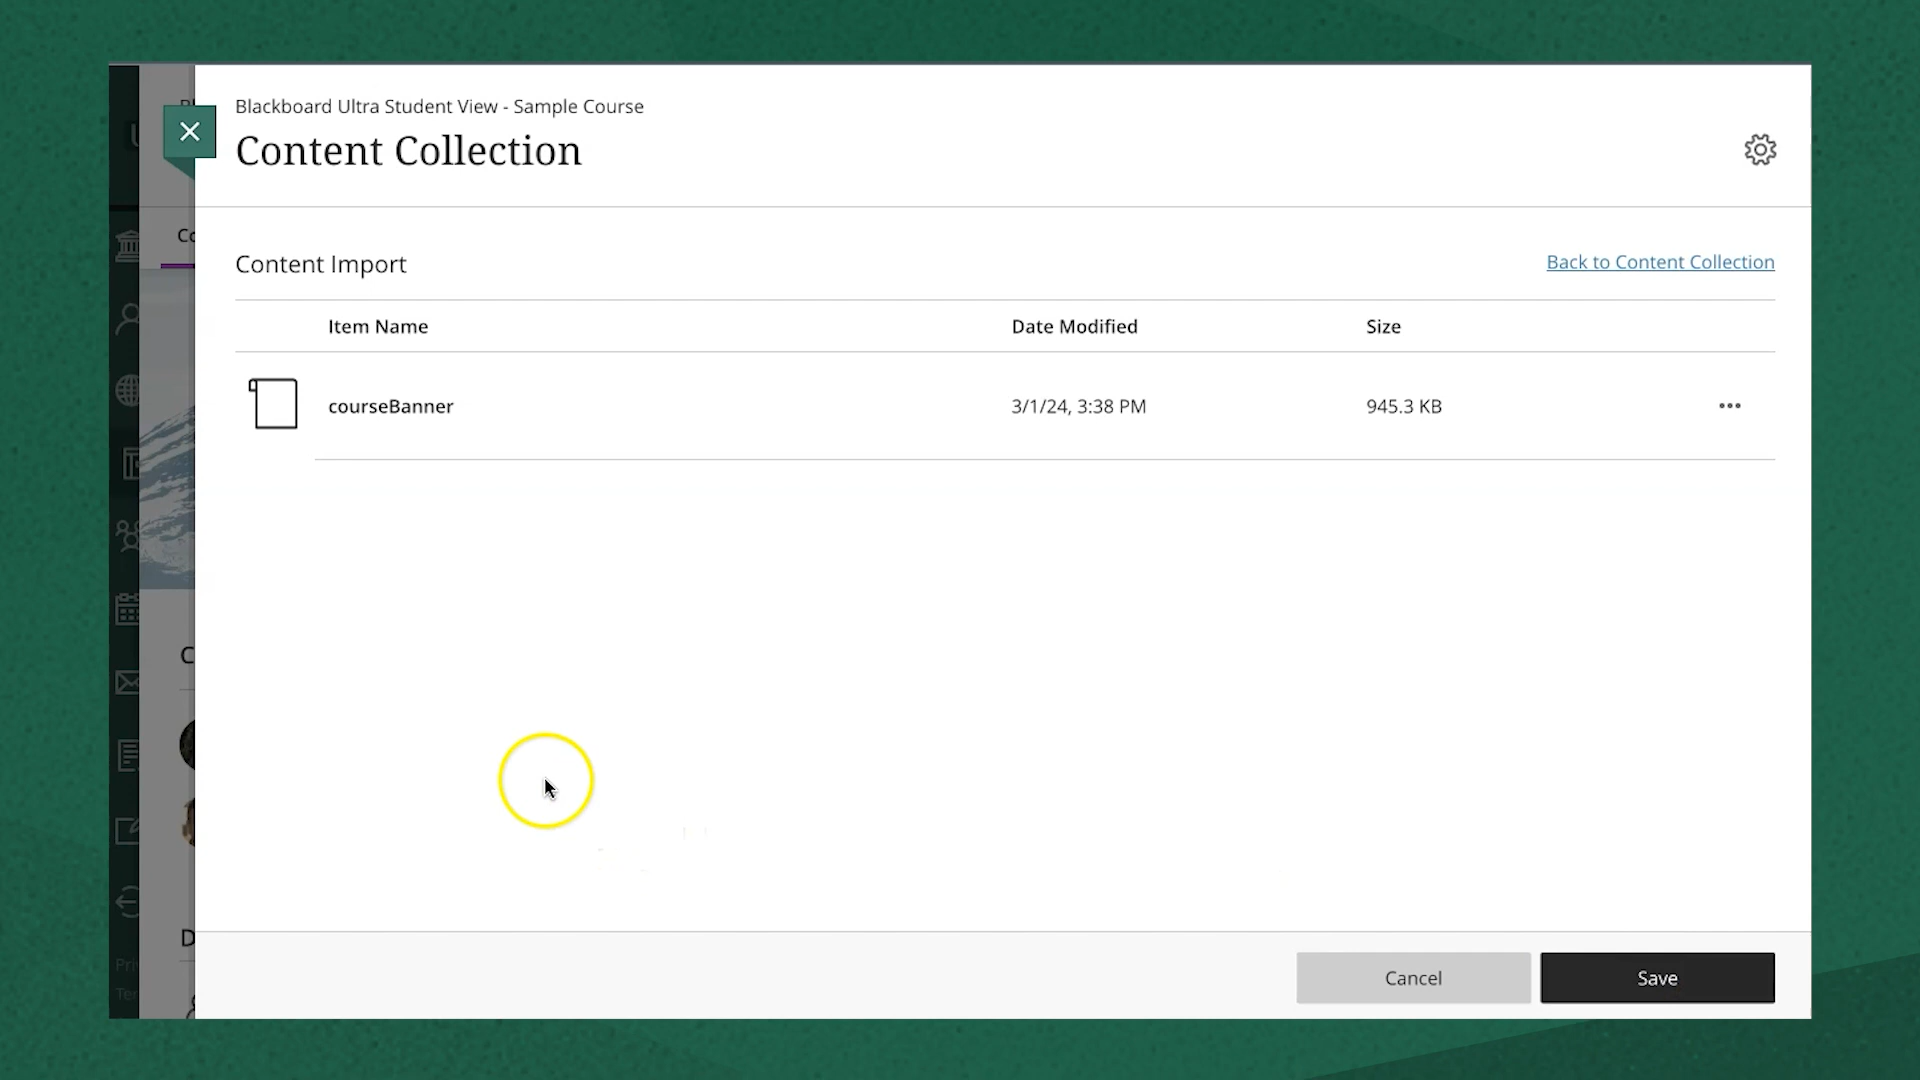 Blackboard Ultra Student View - Sample Course
Content Collection
Content Import
Back to Content Collection
Item Name Date Modified Size
courseBanner 3/1/24, 3:38 PM 945.3 KB
Cancel Save